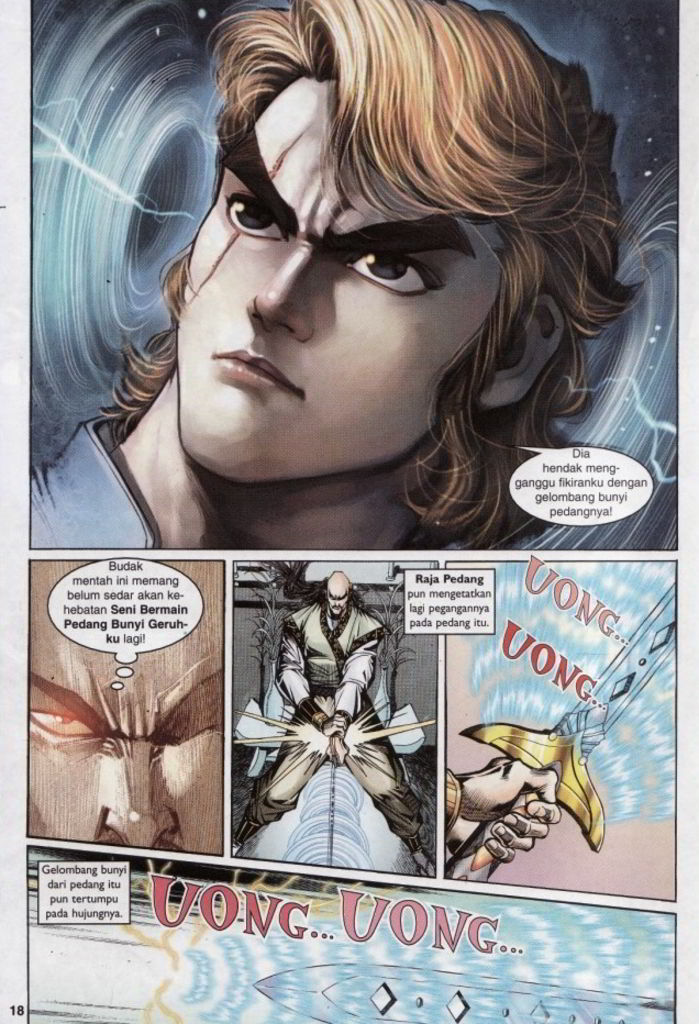 Dia
hendak meng-
ganggu fikiranku dengan
gelombang bunyi
pedangnya!
Budak
mentah ini memang
belum sedar akan ke-
hebatan Seni Bermain
Pedang Bunyi Geruh-
ku lagi!
Raja Pedang
pun mengetatkan
lagi pegangannya
pada pedang itu.
UONG...
UONG...
Gelombang bunyi
dari pedang itu
pun tertumpu
pada hujungnya.
UONG... UONG...
18